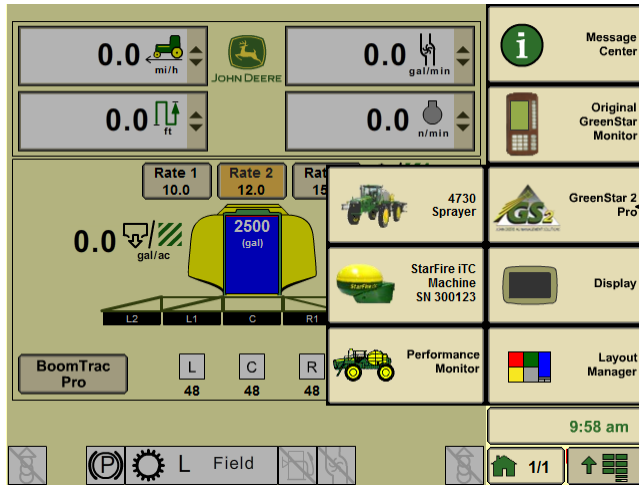 0.0
mi/h
JOHN DEERE
0.0
gal/min
Message
Center
0.0
ft
0.0
n/min
Original
GreenStar
Monitor
Rate 1
10.0
Rate 2
12.0
4730
Sprayer
GS2
GreenStar 2
Pro
0.0
gal/ac
2500
(gal)
StarFire iTC
StarFire iTC
Machine
SN 300123
Display
L2
L1
C
R1
BoomTrac
Pro
L
48
C
48
R
48
Performance
Monitor
Layout
Manager
9:58 am
P
L
Field
1/1